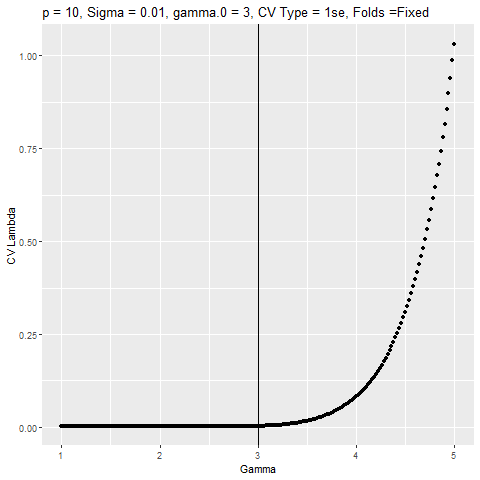 p = 10, Sigma = 0.01, gamma.0 = 3, CV Type = 1se, Folds =Fixed
1.00
0.75
0.50
0.25
0.00
CV Lambda
1 2 3 4 5
Gamma